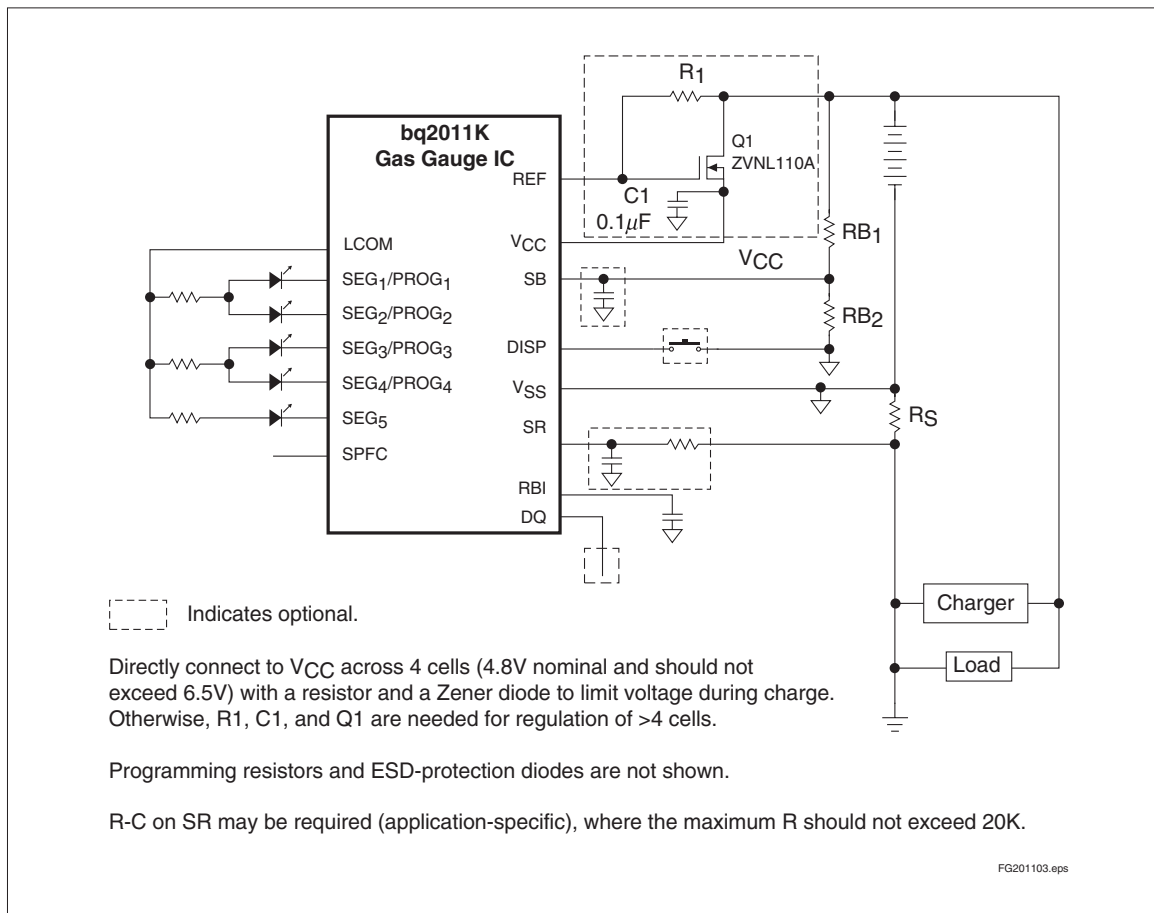 R1
bq2011K
Gas Gauge IC
Q1
ZVNL110A
REF
C1
0.1µF
VCC
LCOM
VCC
SB
RB1
SEG1/PROG1
SEG2/PROG2
RB2
SEG3/PROG3
DISP
SEG4/PROG4
VSS
SEG5
RS
SR
SPFC
RBI
DQ
Charger
Indicates optional.
Load
Directly connect to VCC across 4 cells (4.8V nominal and should not
exceed 6.5V) with a resistor and a Zener diode to limit voltage during charge.
Otherwise, R1, C1, and Q1 are needed for regulation of >4 cells.
Programming resistors and ESD-protection diodes are not shown.
R-C on SR may be required (application-specific), where the maximum R should not exceed 20K.
FG201103.eps